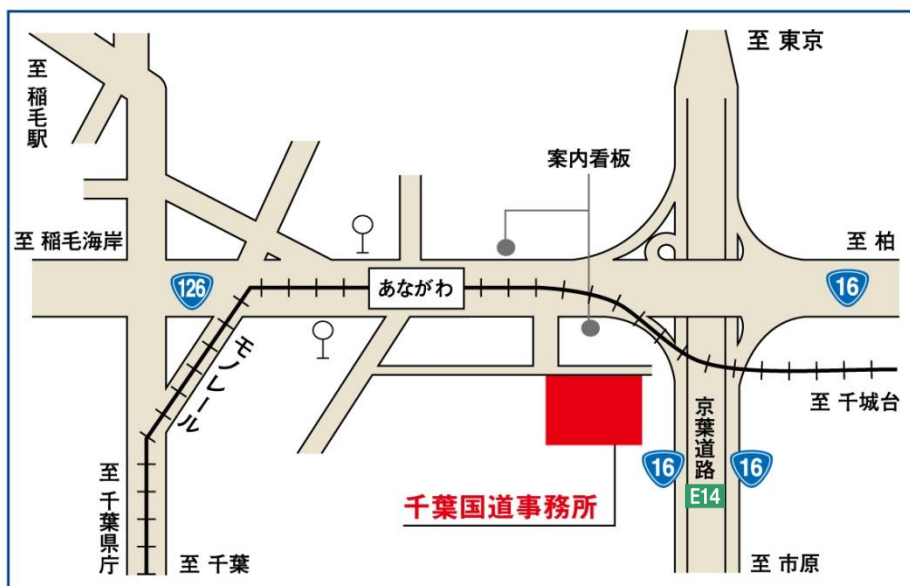 至 東京
至 稲毛駅
案内看板
至 稲毛海岸
至 柏
126
あながわ
16
モノレール
至 千城台
京葉道路
16
E14
16
千葉国道事務所
至 千葉県庁
至 千葉
至 市原